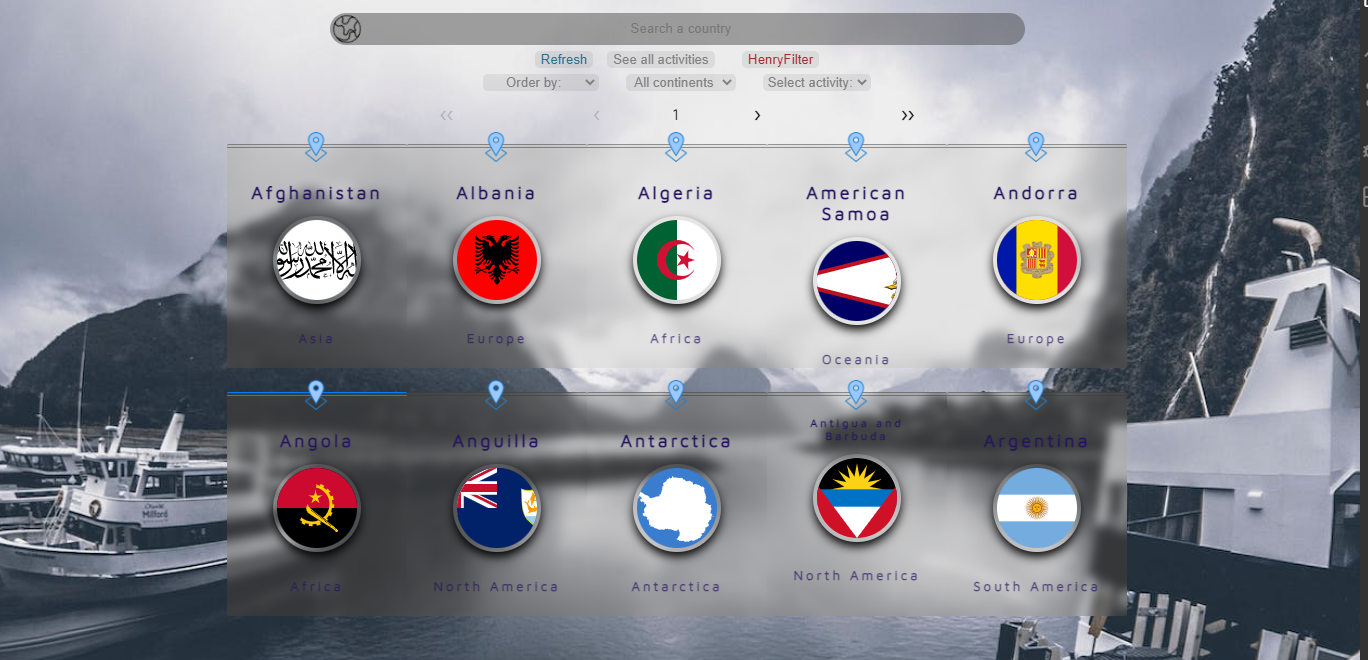 Search a country
Refresh See all activities HenryFilter
Order by: All continents Select activity:
‹‹ ‹ 1 › ››
Afghanistan Albania Algeria American Samoa Andorra
Asia Europe Africa Oceania Europe
Angola Anguilla Antarctica Antigua and Barbuda Argentina
Africa North America Antarctica North America South America
Milford